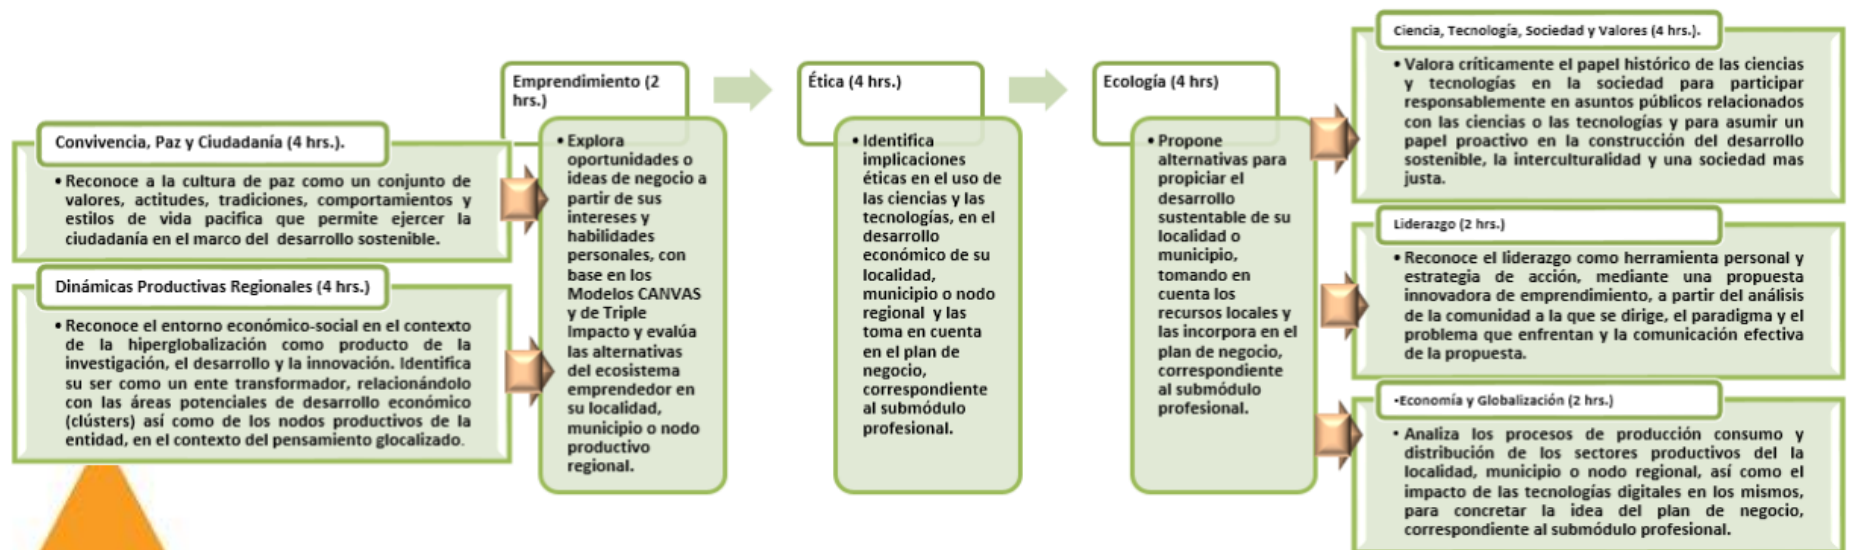 Convivencia, Paz y Ciudadanía (4 hrs.).
• Reconoce a la cultura de paz como un conjunto de
valores, actitudes, tradiciones, comportamientos y
estilos de vida pacifica que permite ejercer la
ciudadanía en el marco del desarrollo sostenible.
Dinámicas Productivas Regionales (4 hrs.)
• Reconoce el entorno económico-social en el contexto
de la hiperglobalización como producto de la
investigación, el desarrollo y la innovación. Identifica
su ser como un ente transformador, relacionándolo
con las áreas potenciales de desarrollo económico
(clústers) así como de los nodos productivos de la
entidad, en el contexto del pensamiento glocalizado.
Emprendimiento (2
hrs.)
• Explora
oportunidades o
ideas de negocio a
partir de sus
intereses y
habilidades
personales, con
base en los
Modelos CANVAS
y de Triple
Impacto y evalúa
las alternativas
del ecosistema
emprendedor en
su localidad,
municipio o nodo
productivo
regional.
Ética (4 hrs.)
• Identifica
implicaciones
éticas en el uso de
las ciencias y las
tecnologías, en el
desarrollo
económico de su
localidad,
municipio o nodo
regional y las
toma en cuenta
en el plan de
negocio,
correspondiente
al submódulo
profesional.
Ecología (4 hrs)
• Propone
alternativas para
propiciar el
desarrollo
sustentable de su
localidad o
municipio,
tomando en
cuenta los
recursos locales y
las incorpora en el
plan de negocio,
correspondiente
al submódulo
profesional.
Ciencia, Tecnología, Sociedad y Valores (4 hrs.).
• Valora críticamente el papel histórico de las ciencias
y tecnologías en la sociedad para participar
responsablemente en asuntos públicos relacionados
con las ciencias o las tecnologías y para asumir un
papel proactivo en la construcción del desarrollo
sostenible, la interculturalidad y una sociedad mas
justa.
Liderazgo (2 hrs.)
• Reconoce el liderazgo como herramienta personal y
estrategia de acción, mediante una propuesta
innovadora de emprendimiento, a partir del análisis
de la comunidad a la que se dirige, el paradigma y el
problema que enfrentan y la comunicación efectiva
de la propuesta.
•Economía y Globalización (2 hrs.)
• Analiza los procesos de producción consumo y
distribución de los sectores productivos del la
localidad, municipio o nodo regional, así como el
impacto de las tecnologías digitales en los mismos,
para concretar la idea del plan de negocio,
correspondiente al submódulo profesional.